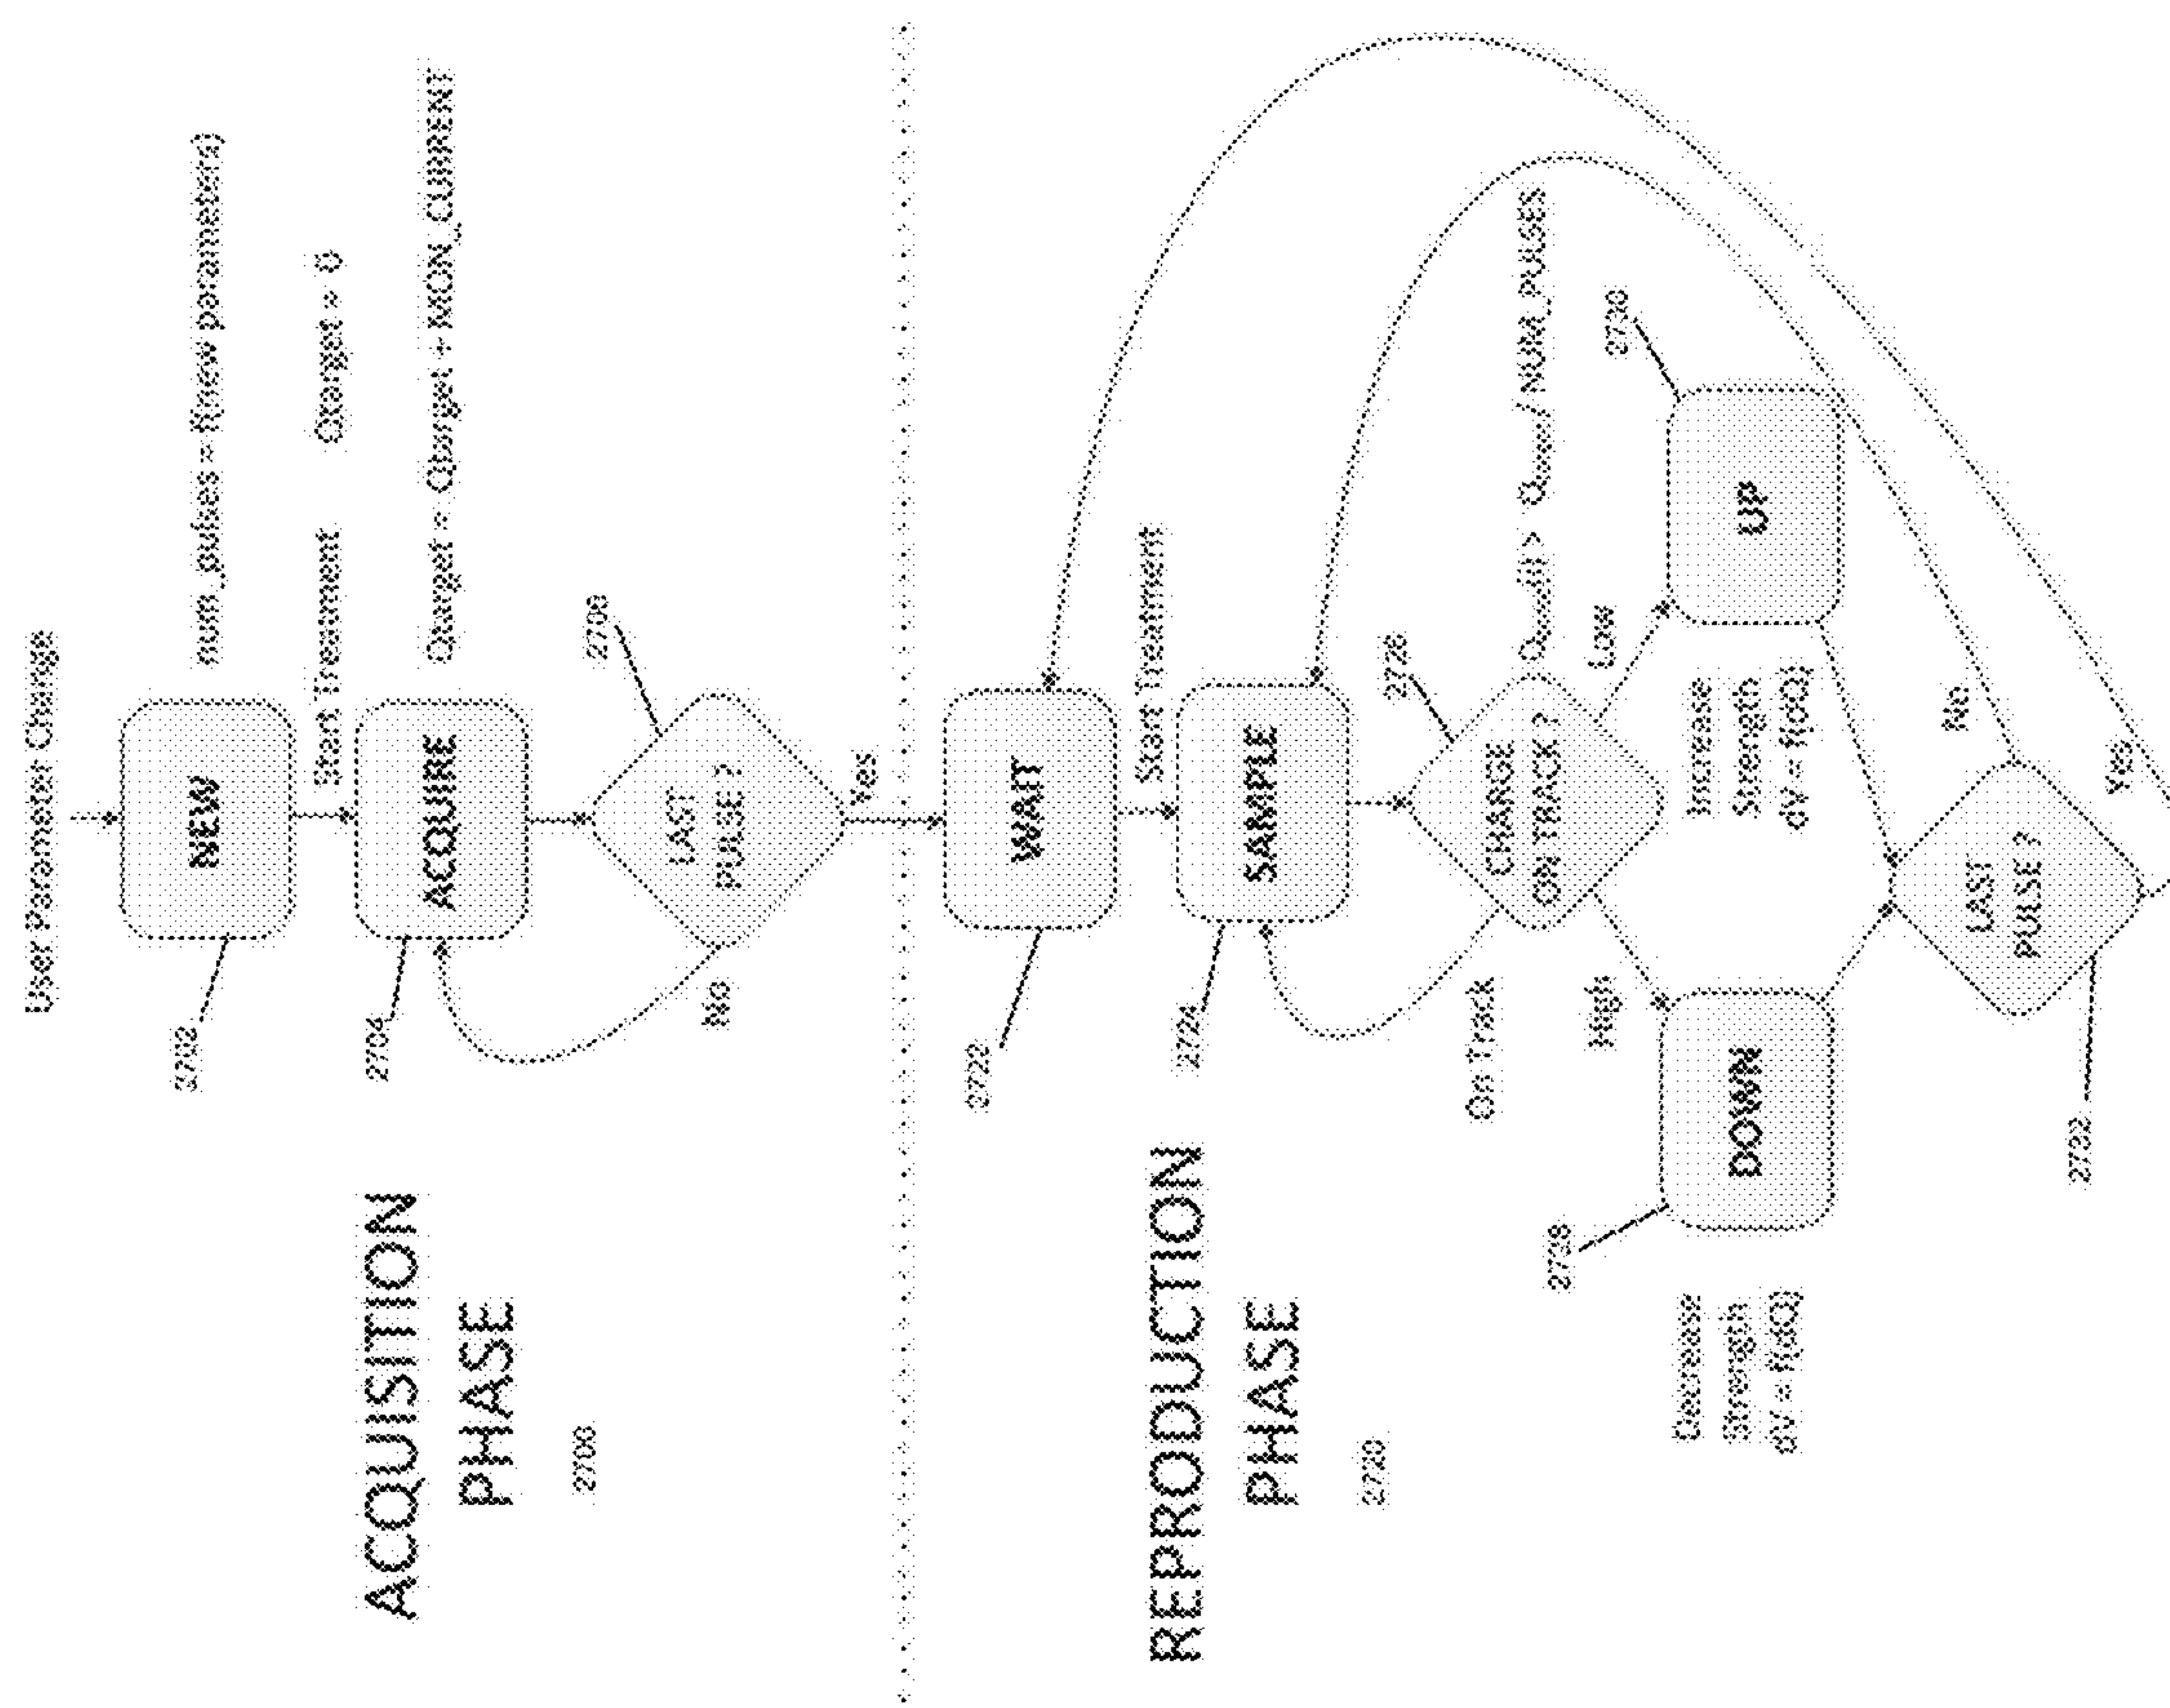 User Parameter Change
2702
NEW
num_pulses = f(new parameters)
Start Treatment
Qtarget = 0
ACQUISITION
PHASE
2700
2704
ACQUIRE
Qtarget = Qtarget + MON_CURRENT
LAST
PULSE ?
No
Yes
REPRODUCTION
PHASE
2720
2722
WAIT
Start Treatment
2724
SAMPLE
2726
CHARGE
ON TRACK ?
/ NUM_PULSES
On Track
High
Low
2728
DOWN
Decrease
Strength
dV = f(dQ)
2730
UP
Increase
Strength
dV = f(dQ)
2732
LAST
PULSE ?
No
Yes